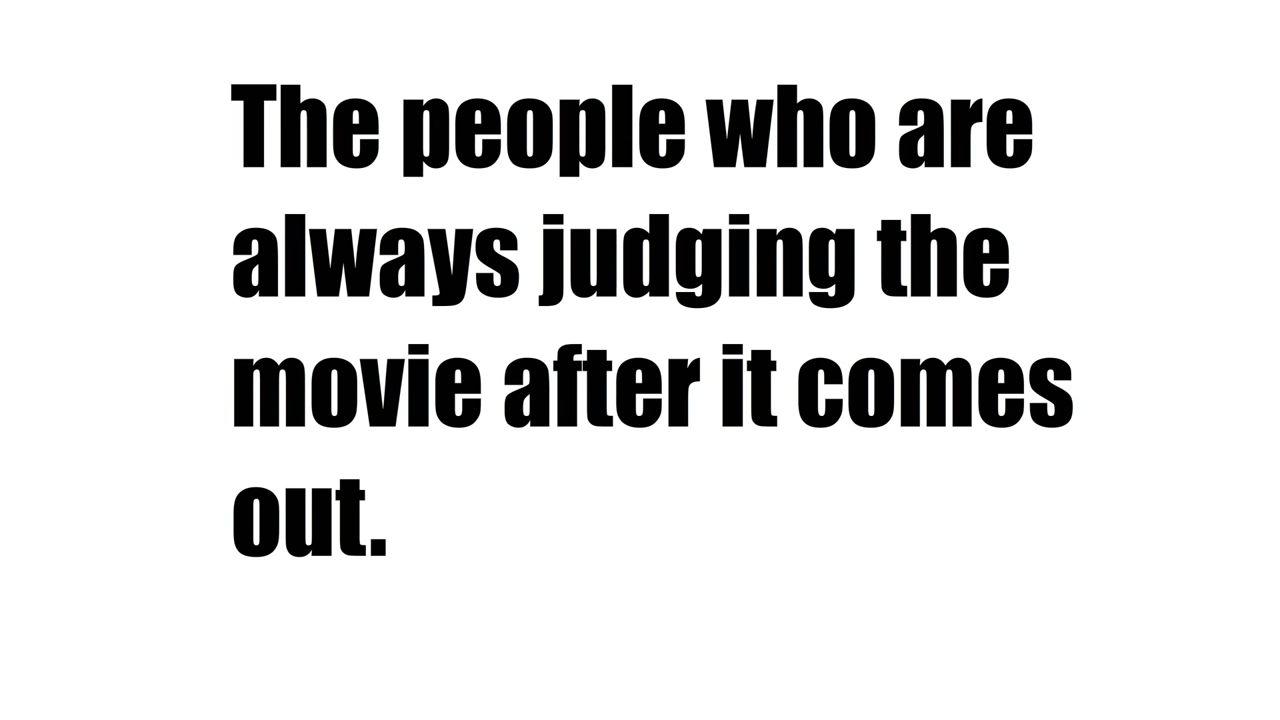 The people who are
always judging the
movie after it comes
out.